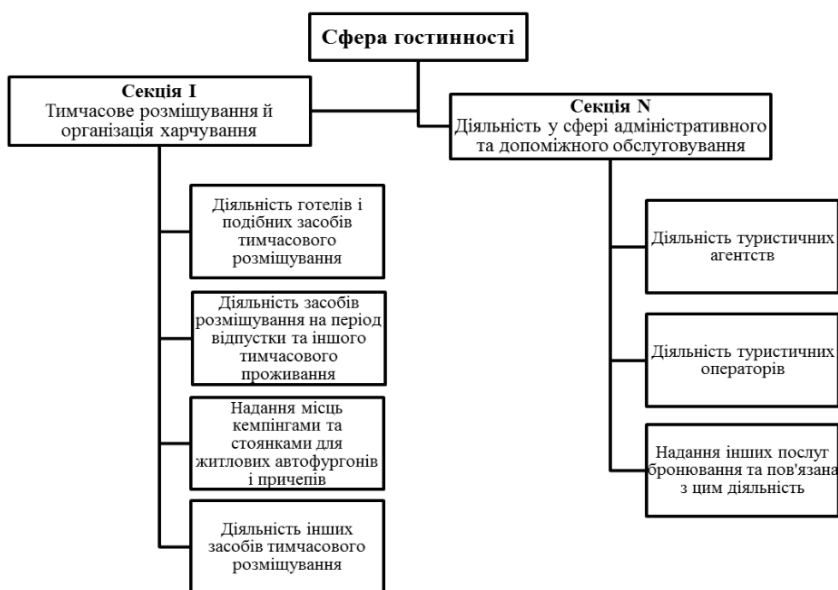 Сфера гостинності
Секція I
Тимчасове розміщування й
організація харчування
Секція N
Діяльність у сфері адміністративного
та допоміжного обслуговування
Діяльність готелів і
подібних засобів
тимчасового
розміщування
Діяльність засобів
розміщування на період
відпустки та іншого
тимчасового
проживання
Надання місць
кемпінгами та
стоянками для
житлових автофургонів
і причепів
Діяльність інших
засобів тимчасового
розміщування
Діяльність туристичних
агентств
Діяльність туристичних
операторів
Надання інших послуг
бронювання та пов'язана
з цим діяльність